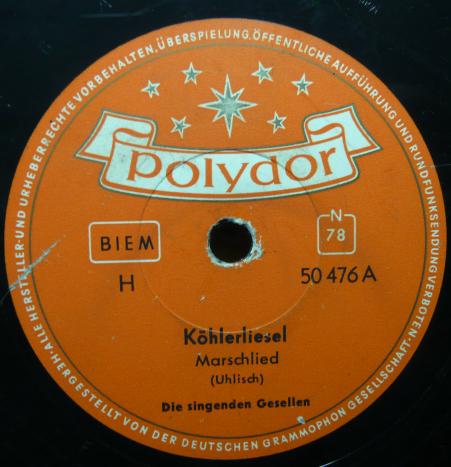 ALLE HERSTELLER- UND URHEBERRECHTE VORBEHALTEN. ÜBERSPIELUNG, ÖFFENTLICHE AUFFÜHRUNG UND RUNDFUNKSENDUNG VERBOTEN.
Polydor
BIEM
N
78
H
50 476 A
Köhlerliesel
Marschlied
(Uhlisch)
Die singenden Gesellen
HERGESTELLT VON DER DEUTSCHEN GRAMMOPHON GESELLSCHAFT